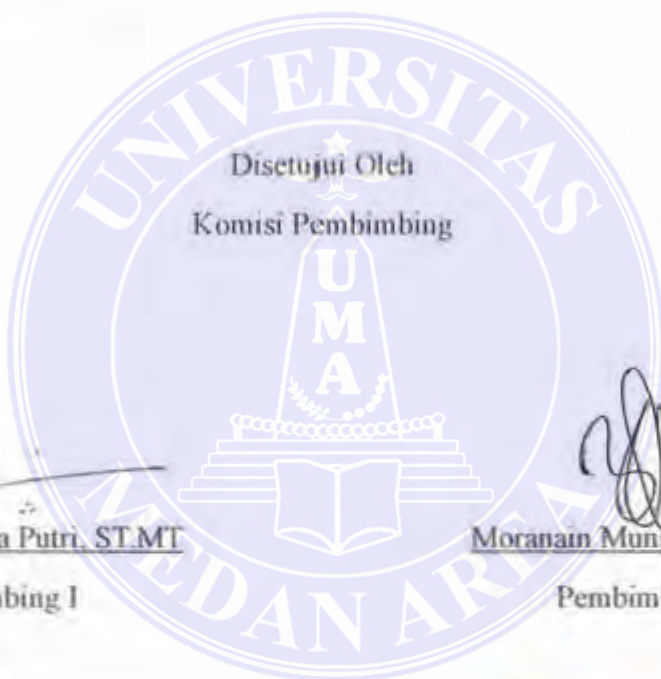 UNIVERSITAS
Disetujui Oleh
Komisi Pembimbing
U
M
A
a Putri, ST.MT
Moranain Mun
bing I
Pembim
MEDAN AREA